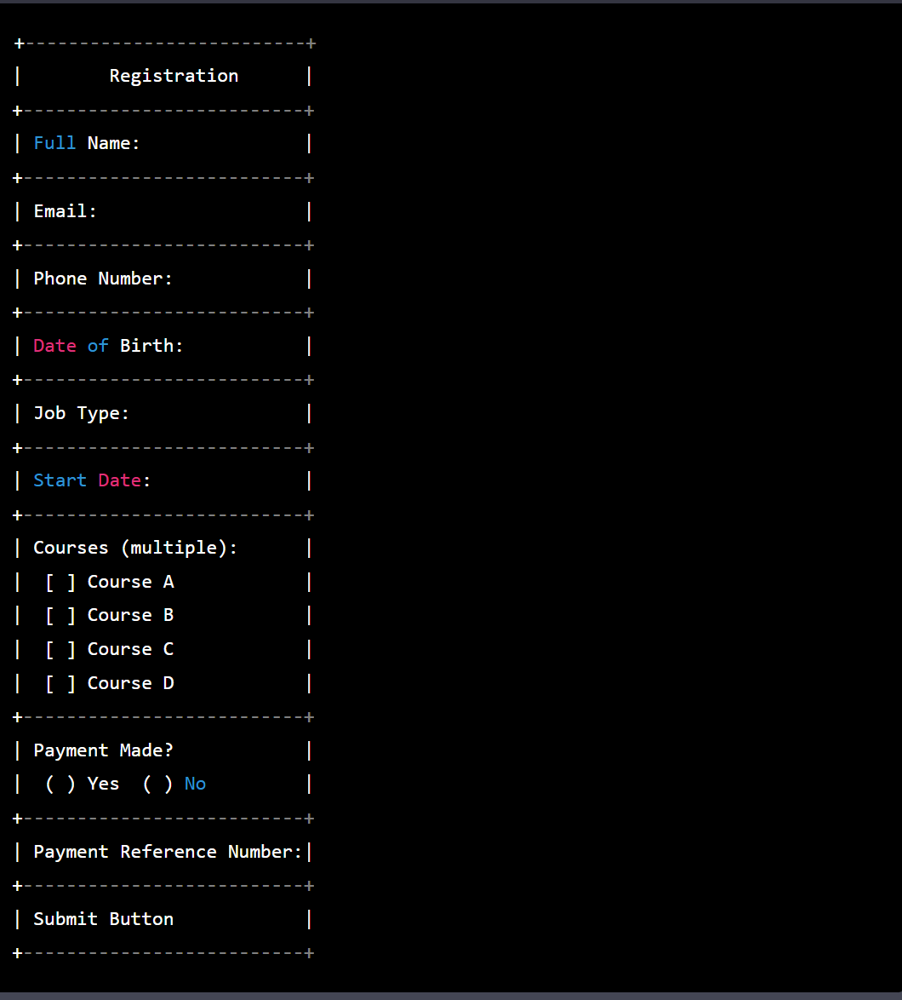 +--------------------------+
|        Registration      |
+--------------------------+
| Full Name:               |
+--------------------------+
| Email:                   |
+--------------------------+
| Phone Number:            |
+--------------------------+
| Date of Birth:           |
+--------------------------+
| Job Type:                |
+--------------------------+
| Start Date:              |
+--------------------------+
| Courses (multiple):      |
|  [ ] Course A            |
|  [ ] Course B            |
|  [ ] Course C            |
|  [ ] Course D            |
+--------------------------+
| Payment Made?            |
|  ( ) Yes  ( ) No         |
+--------------------------+
| Payment Reference Number:|
+--------------------------+
| Submit Button            |
+--------------------------+